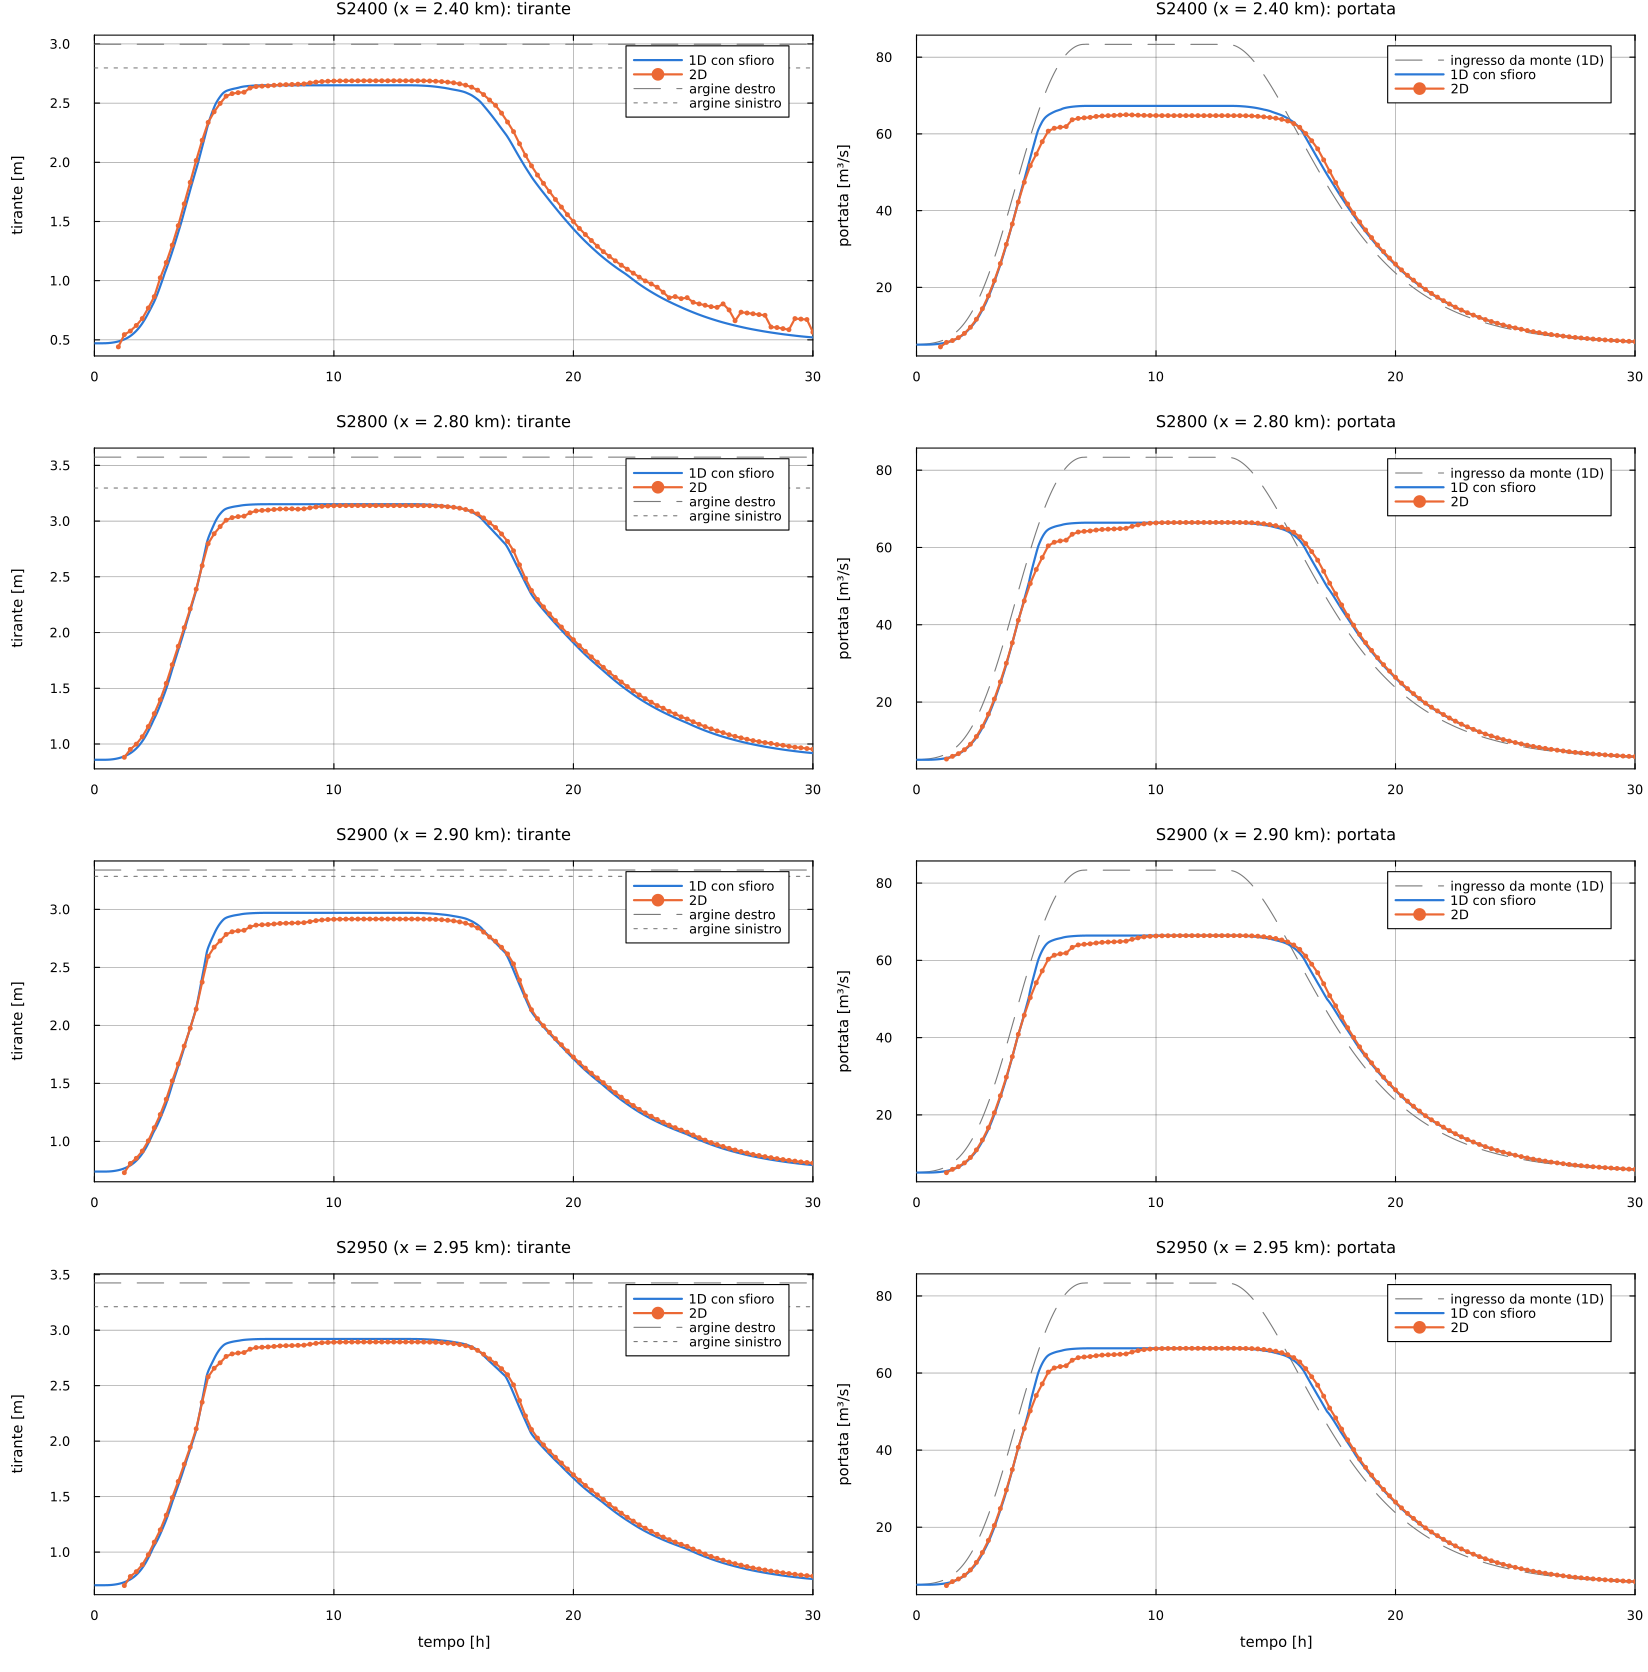 S2400 (x = 2.40 km): tirante
3.0
2.5
2.0
1.5
1.0
0.5
tirante [m]
1D con sfioro
2D
argine destro
argine sinistro
0
10
20
30
S2400 (x = 2.40 km): portata
80
60
40
20
portata [m³/s]
ingresso da monte (1D)
1D con sfioro
2D
0
10
20
30
S2800 (x = 2.80 km): tirante
3.5
3.0
2.5
2.0
1.5
1.0
tirante [m]
1D con sfioro
2D
argine destro
argine sinistro
0
10
20
30
S2800 (x = 2.80 km): portata
80
60
40
20
portata [m³/s]
ingresso da monte (1D)
1D con sfioro
2D
0
10
20
30
S2900 (x = 2.90 km): tirante
3.0
2.5
2.0
1.5
1.0
tirante [m]
1D con sfioro
2D
argine destro
argine sinistro
0
10
20
30
S2900 (x = 2.90 km): portata
80
60
40
20
portata [m³/s]
ingresso da monte (1D)
1D con sfioro
2D
0
10
20
30
S2950 (x = 2.95 km): tirante
3.5
3.0
2.5
2.0
1.5
1.0
tirante [m]
1D con sfioro
2D
argine destro
argine sinistro
0
10
20
30
tempo [h]
S2950 (x = 2.95 km): portata
80
60
40
20
portata [m³/s]
ingresso da monte (1D)
1D con sfioro
2D
0
10
20
30
tempo [h]